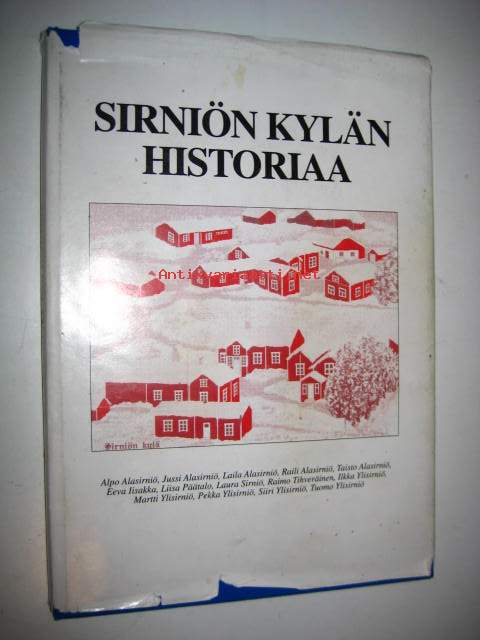 SIRNIÖN KYLÄN
HISTORIAA
Antikvariaatti.net
Sirniön kylä
Alpo Alasirniö, Jussi Alasirniö, Laila Alasirniö, Raili Alasirniö, Taisto Alasirniö,
Eeva Iisakka, Liisa Päätalo, Laura Sirniö, Raimo Tihveräinen, Ilkka Ylisirniö,
Martti Ylisirniö, Pekka Ylisirniö, Siiri Ylisirniö, Tuomo Ylisirniö